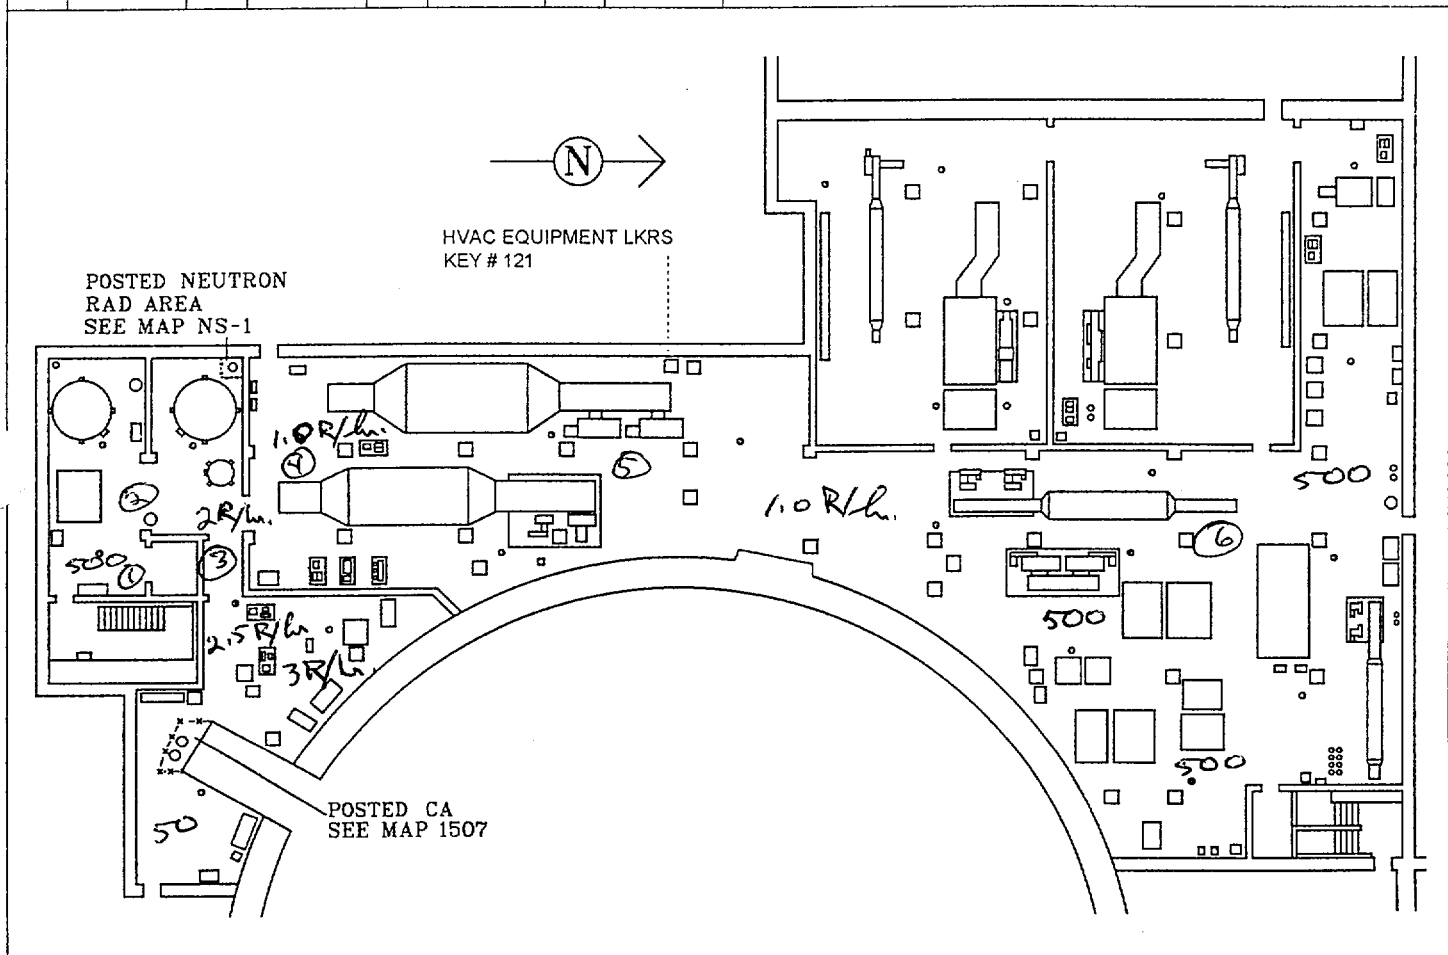 N
HVAC EQUIPMENT LKRS
KEY # 121
POSTED NEUTRON
RAD AREA
SEE MAP NS-1
1.0 R/hr.
4
5
500
2
2R/hr.
1.0 R/hr.
6
3
1
2.5 R/hr
500
3 R/hr.
500
POSTED CA
SEE MAP 1507
50